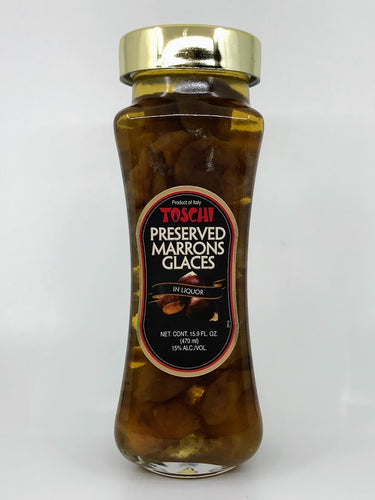 Product of Italy
TOSCHI
PRESERVED
MARRONS
GLACES
IN LIQUOR
NET. CONT. 15.9 FL. OZ.
(470 ml)
15% ALC./VOL.